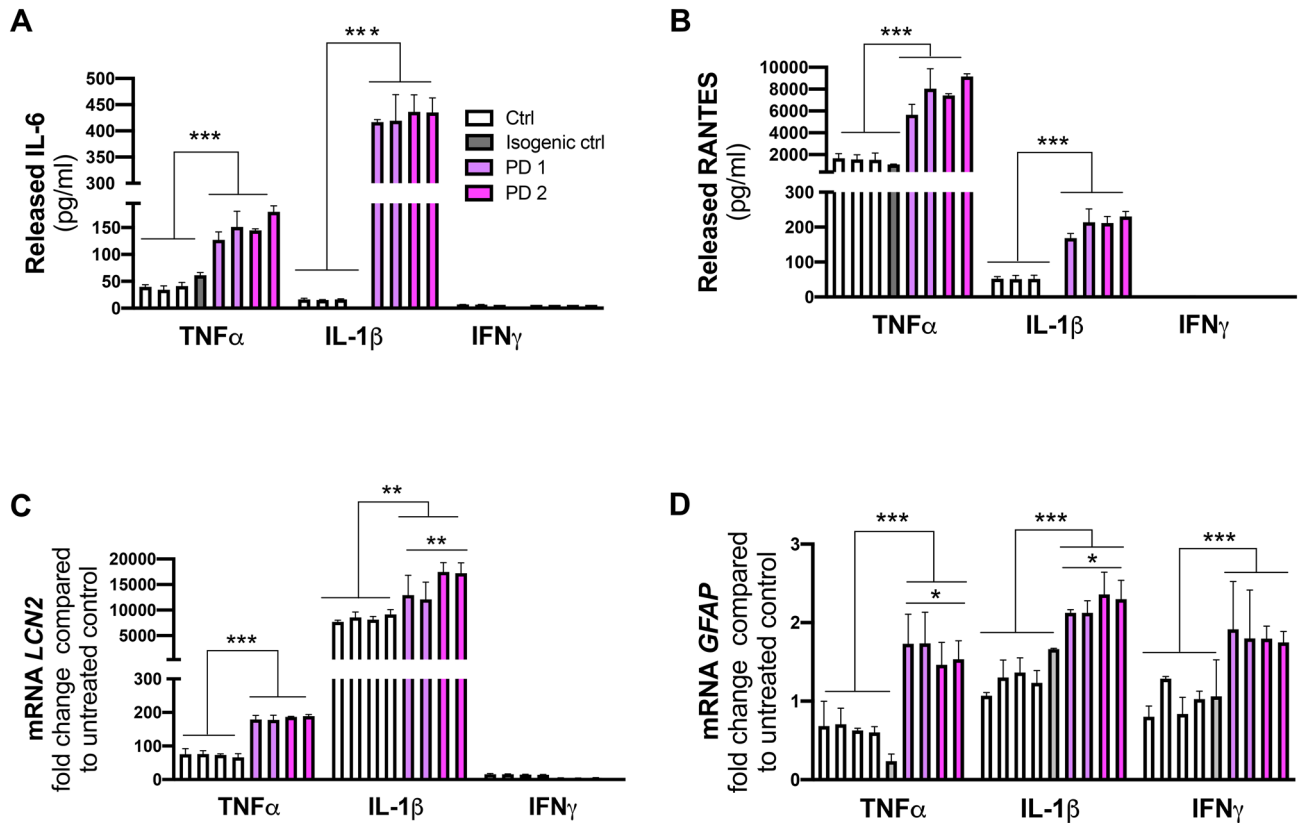 A
***
***
500
450
400
350
300
150
100
50
0
Released IL-6
(pg/ml)
TNFα
IL-1β
IFNγ
Ctrl
Isogenic ctrl
PD 1
PD 2
B
***
***
10000
8000
6000
4000
2000
300
200
100
0
Released RANTES
(pg/ml)
TNFα
IL-1β
IFNγ
C
**
**
***
20000
15000
10000
5000
300
200
100
0
mRNA LCN2
fold change compared
to untreated control
TNFα
IL-1β
IFNγ
D
***
***
***
*
*
3
2
1
0
mRNA GFAP
fold change compared
to untreated control
TNFα
IL-1β
IFNγ